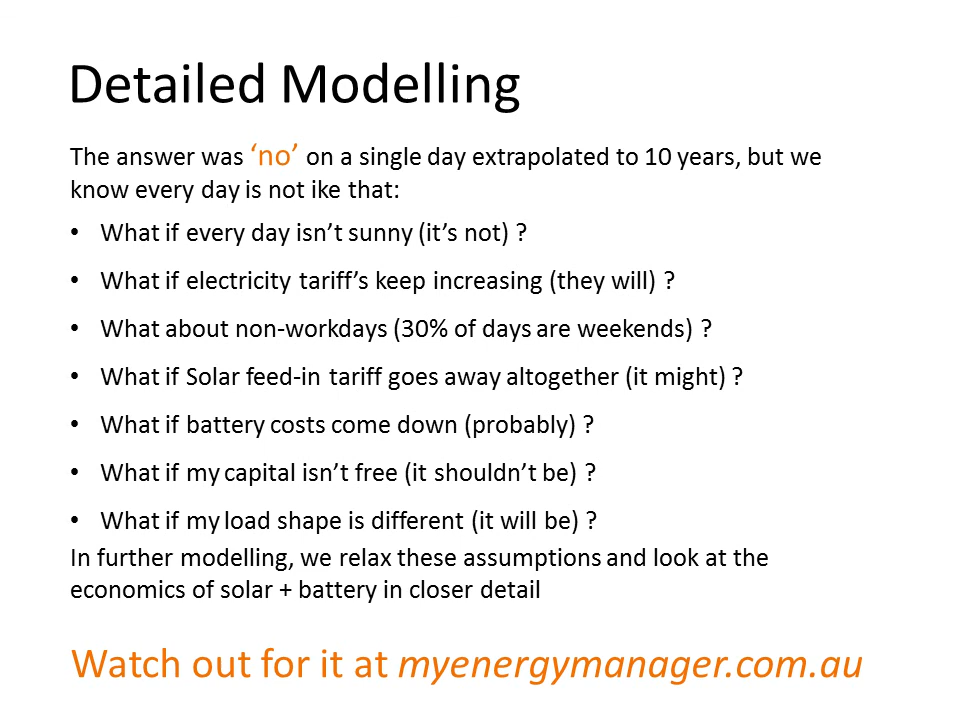 Detailed Modelling
The answer was ‘no’ on a single day extrapolated to 10 years, but we
know every day is not ike that:
• What if every day isn’t sunny (it’s not) ?
• What if electricity tariff’s keep increasing (they will) ?
• What about non-workdays (30% of days are weekends) ?
• What if Solar feed-in tariff goes away altogether (it might) ?
• What if battery costs come down (probably) ?
• What if my capital isn’t free (it shouldn’t be) ?
• What if my load shape is different (it will be) ?
In further modelling, we relax these assumptions and look at the
economics of solar + battery in closer detail
Watch out for it at myenergymanager.com.au